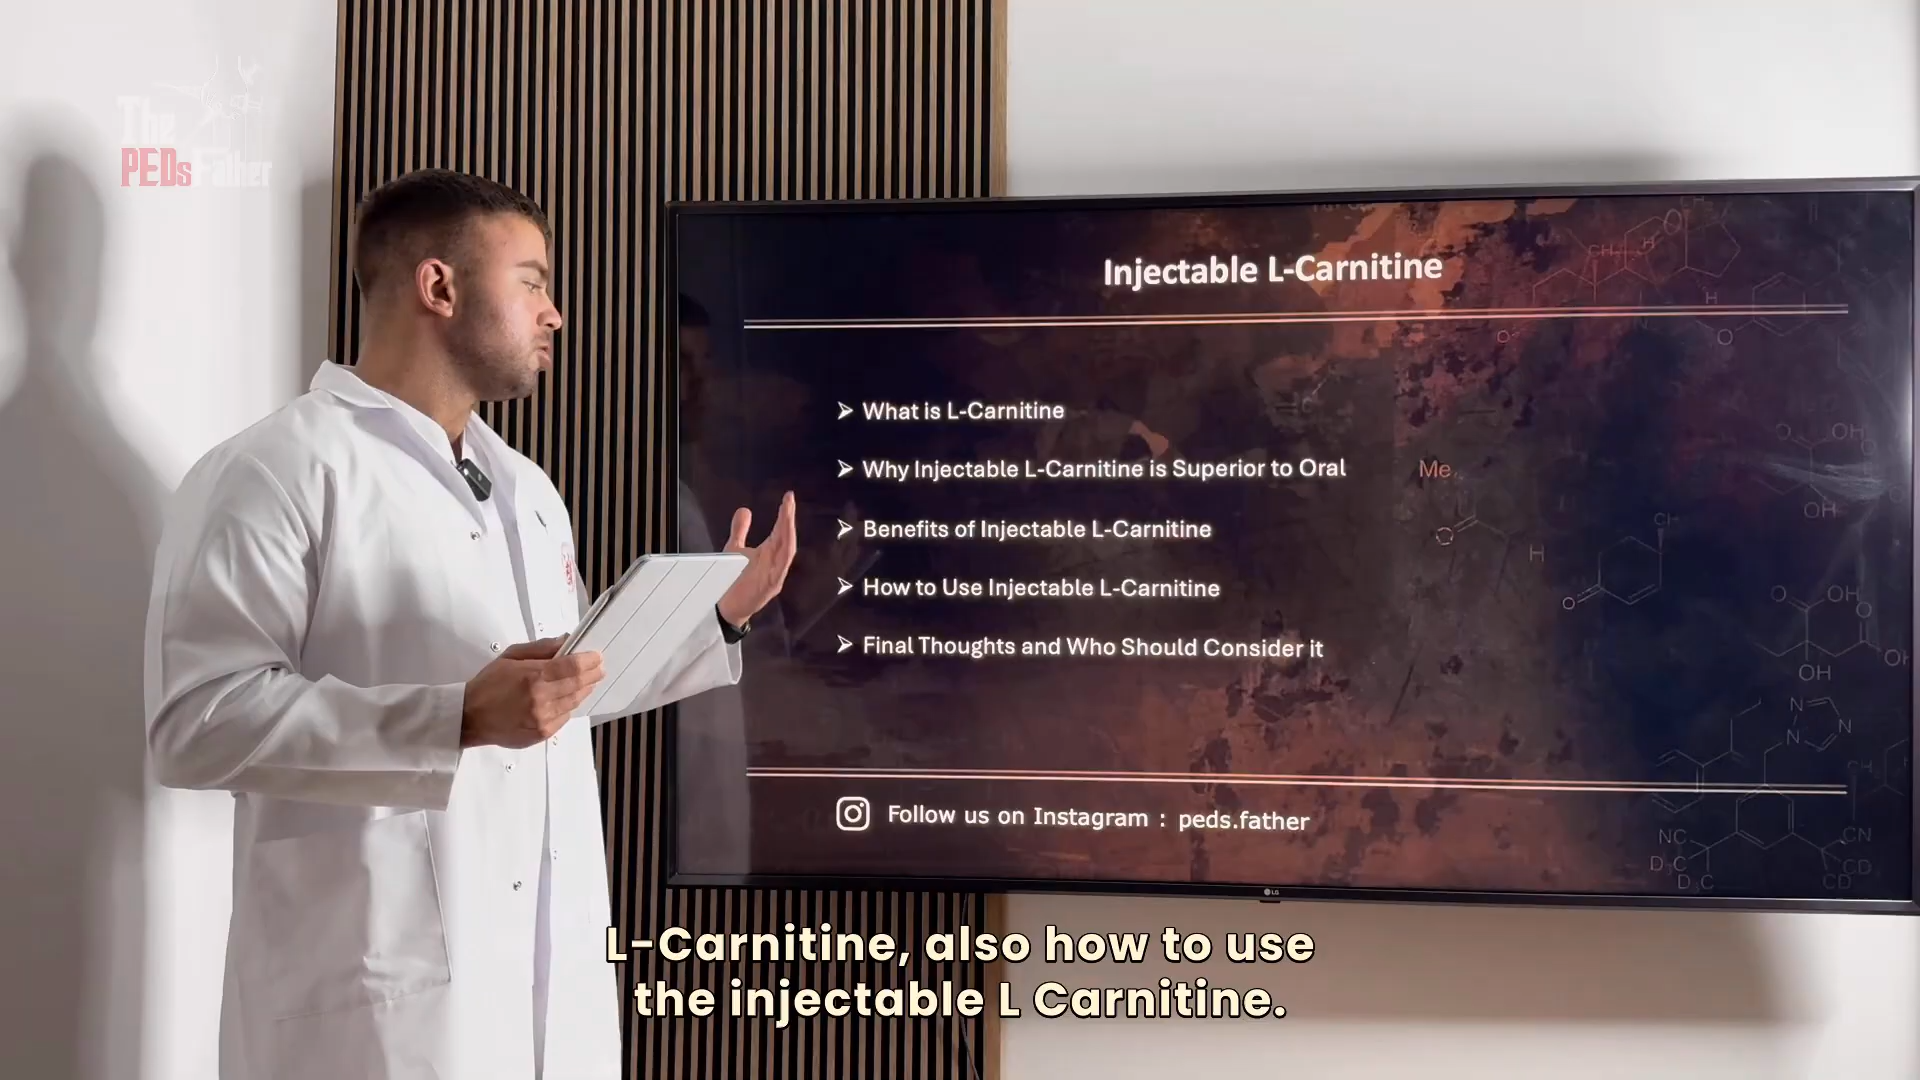 The
PEDsFather
Injectable L-Carnitine
What is L-Carnitine
Why Injectable L-Carnitine is Superior to Oral
Benefits of Injectable L-Carnitine
How to Use Injectable L-Carnitine
Final Thoughts and Who Should Consider it
Me
Follow us on Instagram : peds.father
LG
L-Carnitine, also how to use
the injectable L Carnitine.